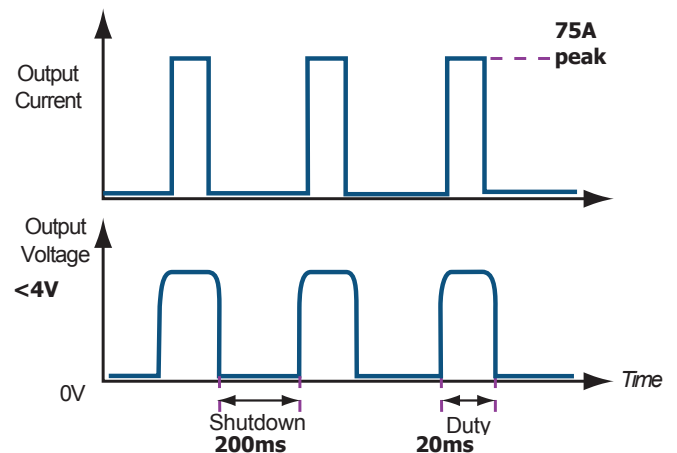 75A
peak
Output
Current
Output
Voltage
<4V
0V
Time
Shutdown
200ms
Duty
20ms